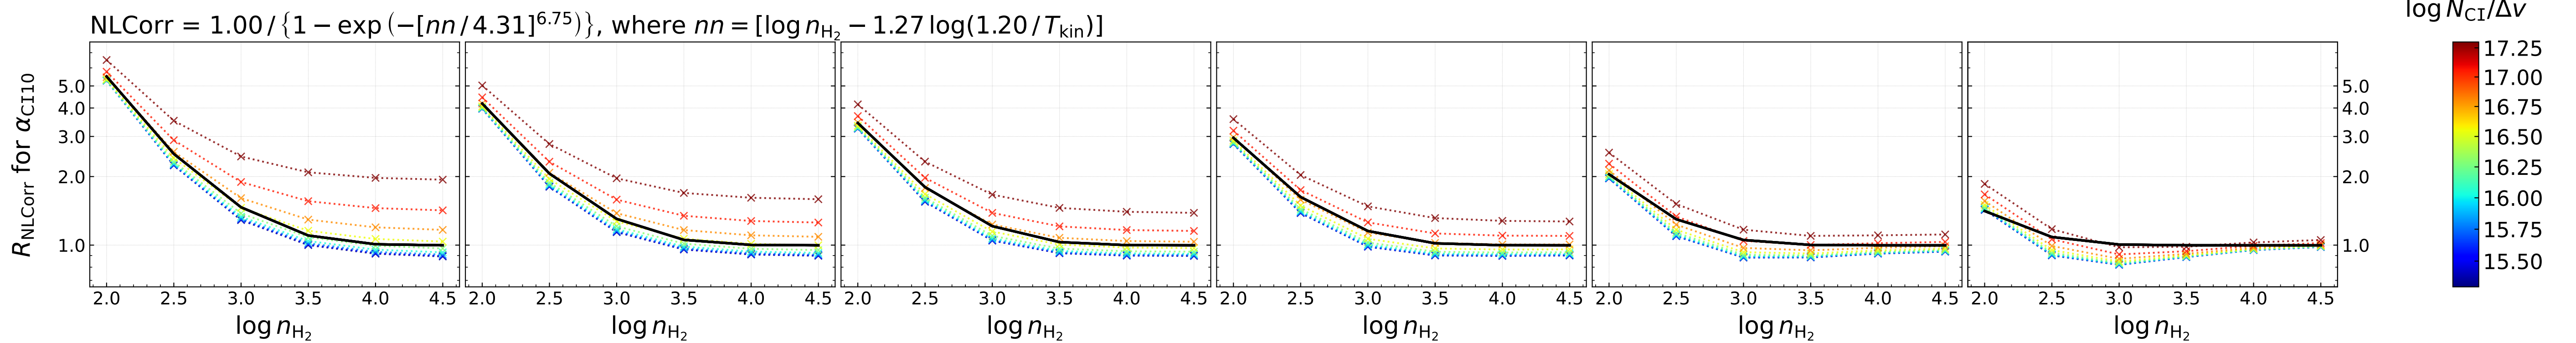 NLCorr = 1.00 / {1 − exp (−[nn / 4.31]^6.75)}, where nn = [log n_H₂ − 1.27 log(1.20 / T_kin)]
log N_CI/Δv
R_NLCorr for α_CI10
5.0
4.0
3.0
2.0
1.0
5.0
4.0
3.0
2.0
1.0
17.25
17.00
16.75
16.50
16.25
16.00
15.75
15.50
2.0 2.5 3.0 3.5 4.0 4.5
2.0 2.5 3.0 3.5 4.0 4.5
2.0 2.5 3.0 3.5 4.0 4.5
2.0 2.5 3.0 3.5 4.0 4.5
2.0 2.5 3.0 3.5 4.0 4.5
2.0 2.5 3.0 3.5 4.0 4.5
log n_H₂
log n_H₂
log n_H₂
log n_H₂
log n_H₂
log n_H₂